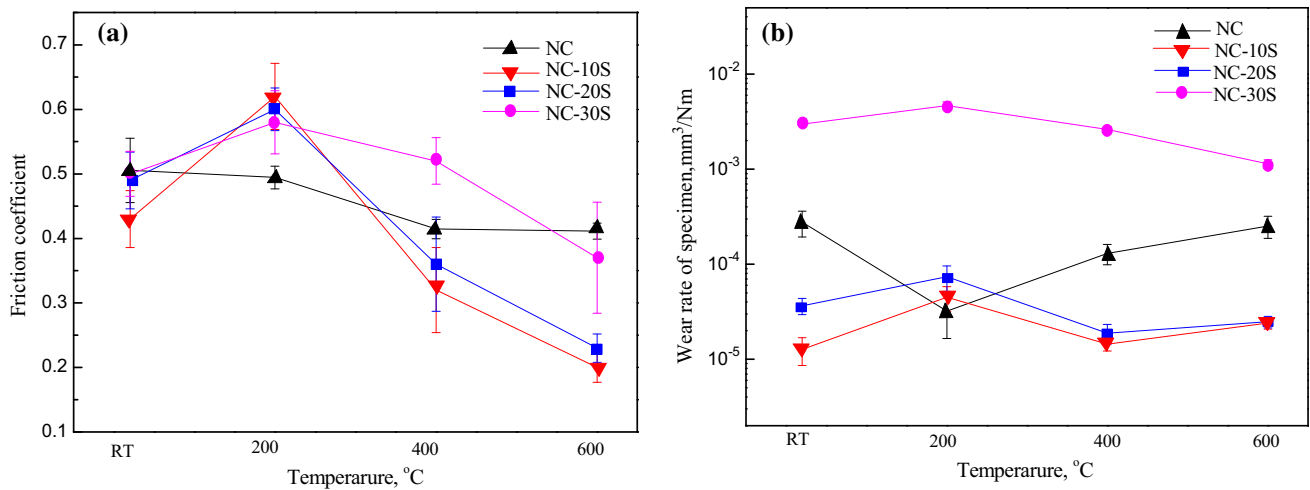 (a)
NC
NC-10S
NC-20S
NC-30S
0.7
0.6
0.5
0.4
0.3
0.2
0.1
Friction coefficient
RT
200
400
600
Temperarure, °C
(b)
NC
NC-10S
NC-20S
NC-30S
10⁻²
10⁻³
10⁻⁴
10⁻⁵
Wear rate of specimen,mm³/Nm
RT
200
400
600
Temperarure, °C